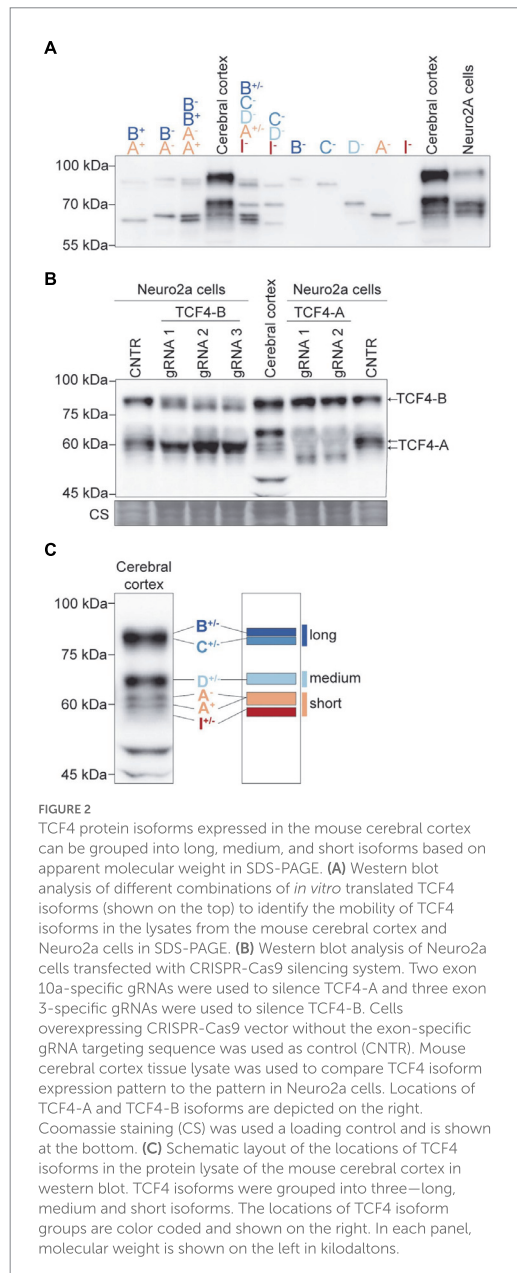 A
B⁺ A⁺
B⁻ A⁻
B⁻ B⁺ A⁻ A⁺
Cerebral cortex
B⁺/⁻ C⁻ D⁻ A⁺/⁻ I⁻
C⁻ D⁻ I⁻
B⁻
C⁻
D⁻
A⁻
I⁻
Cerebral cortex
Neuro2A cells
100 kDa
70 kDa
55 kDa
B
Neuro2a cells
TCF4-B
CNTR
gRNA 1
gRNA 2
gRNA 3
Cerebral cortex
Neuro2a cells
TCF4-A
gRNA 1
gRNA 2
CNTR
100 kDa
75 kDa
60 kDa
45 kDa
←TCF4-B
TCF4-A
CS
C
Cerebral
cortex
100 kDa
75 kDa
60 kDa
45 kDa
B⁺/⁻
C⁺/⁻
D⁺/⁻
A⁻
A⁺
I⁺/⁻
long
medium
short
FIGURE 2
TCF4 protein isoforms expressed in the mouse cerebral cortex
can be grouped into long, medium, and short isoforms based on
apparent molecular weight in SDS-PAGE. (A) Western blot
analysis of different combinations of in vitro translated TCF4
isoforms (shown on the top) to identify the mobility of TCF4
isoforms in the lysates from the mouse cerebral cortex and
Neuro2a cells in SDS-PAGE. (B) Western blot analysis of Neuro2a
cells transfected with CRISPR-Cas9 silencing system. Two exon
10a-specific gRNAs were used to silence TCF4-A and three exon
3-specific gRNAs were used to silence TCF4-B. Cells
overexpressing CRISPR-Cas9 vector without the exon-specific
gRNA targeting sequence was used as control (CNTR). Mouse
cerebral cortex tissue lysate was used to compare TCF4 isoform
expression pattern to the pattern in Neuro2a cells. Locations of
TCF4-A and TCF4-B isoforms are depicted on the right.
Coomassie staining (CS) was used a loading control and is shown
at the bottom. (C) Schematic layout of the locations of TCF4
isoforms in the protein lysate of the mouse cerebral cortex in
western blot. TCF4 isoforms were grouped into three—long,
medium and short isoforms. The locations of TCF4 isoform
groups are color coded and shown on the right. In each panel,
molecular weight is shown on the left in kilodaltons.